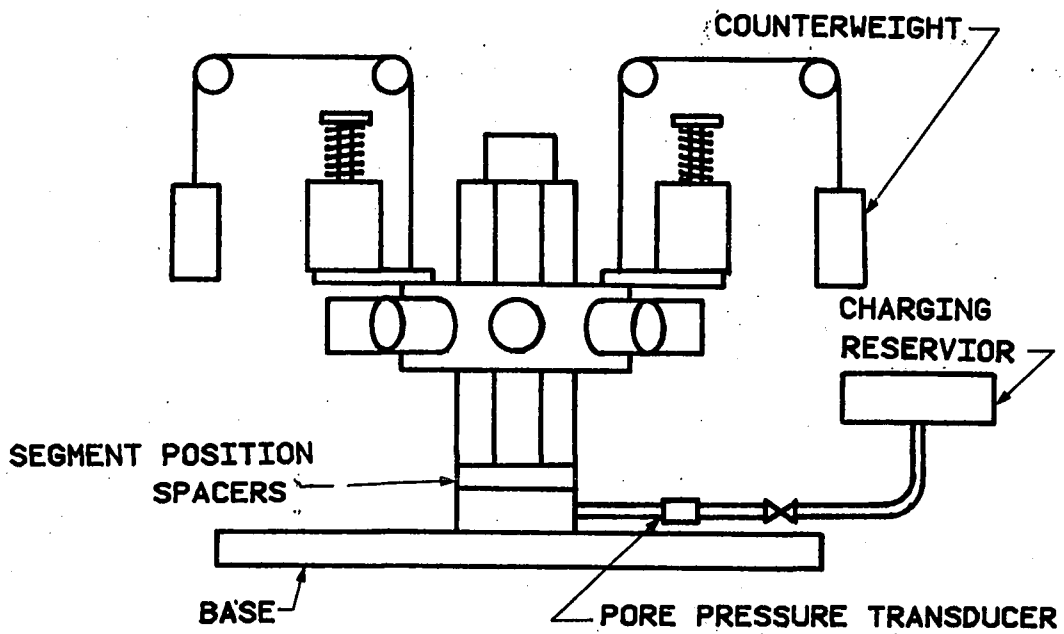 COUNTERWEIGHT
CHARGING
RESERVIOR
SEGMENT POSITION
SPACERS
BASE
PORE PRESSURE TRANSDUCER